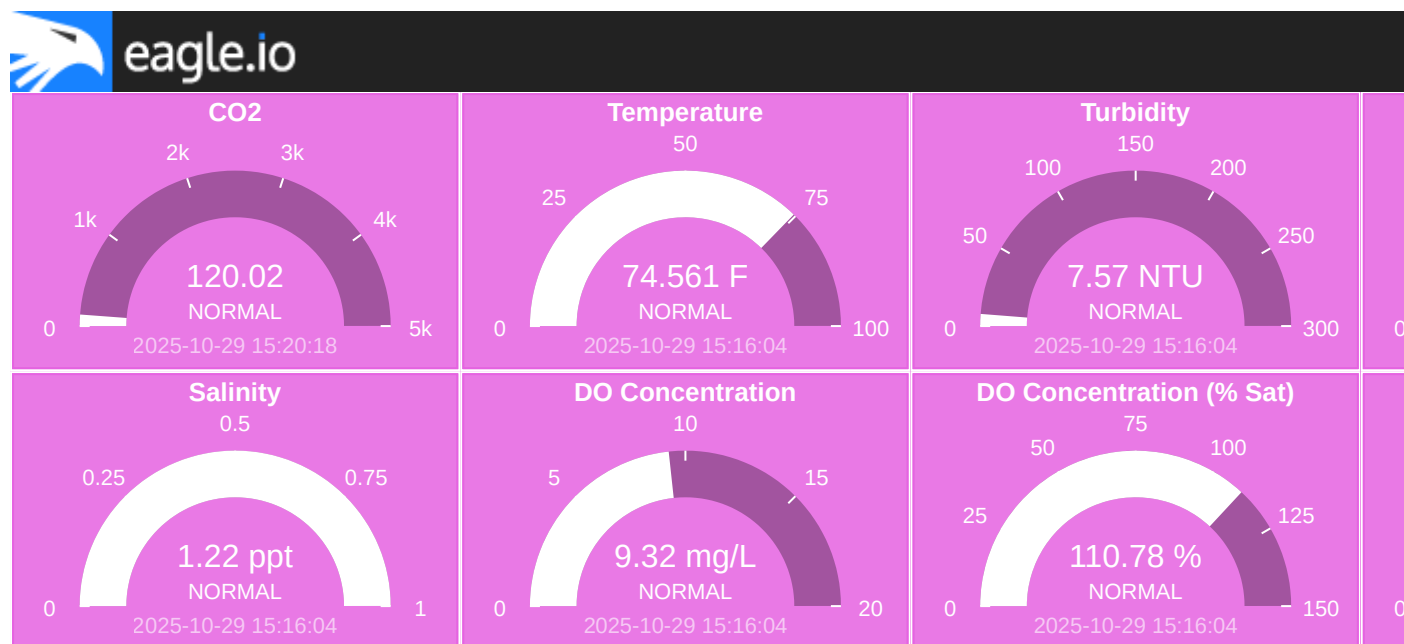 eagle.io
CO2
0
1k
2k
3k
4k
5k
120.02
NORMAL
2025-10-29 15:20:18
Temperature
0
25
50
75
100
74.561 F
NORMAL
2025-10-29 15:16:04
Turbidity
0
50
100
150
200
250
300
7.57 NTU
NORMAL
2025-10-29 15:16:04
Salinity
0
0.25
0.5
0.75
1
1.22 ppt
NORMAL
2025-10-29 15:16:04
DO Concentration
0
5
10
15
20
9.32 mg/L
NORMAL
2025-10-29 15:16:04
DO Concentration (% Sat)
0
25
50
75
100
125
150
110.78 %
NORMAL
2025-10-29 15:16:04